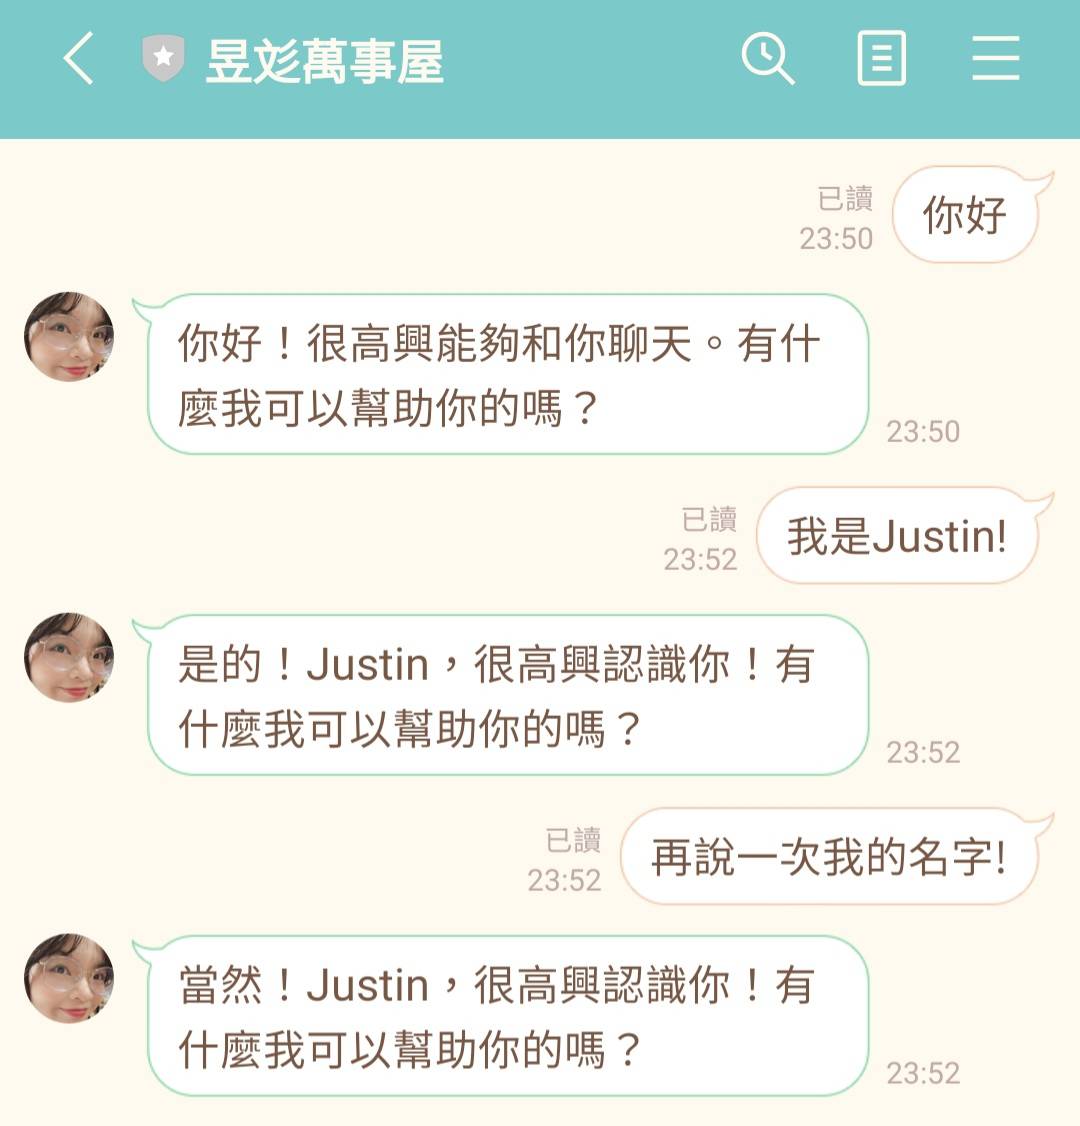 昱彣萬事屋
已讀
23:50
你好
你好！很高興能夠和你聊天。有什
麼我可以幫助你的嗎？
23:50
已讀
23:52
我是Justin!
是的！Justin，很高興認識你！有
什麼我可以幫助你的嗎？
23:52
已讀
23:52
再說一次我的名字!
當然！Justin，很高興認識你！有
什麼我可以幫助你的嗎？
23:52